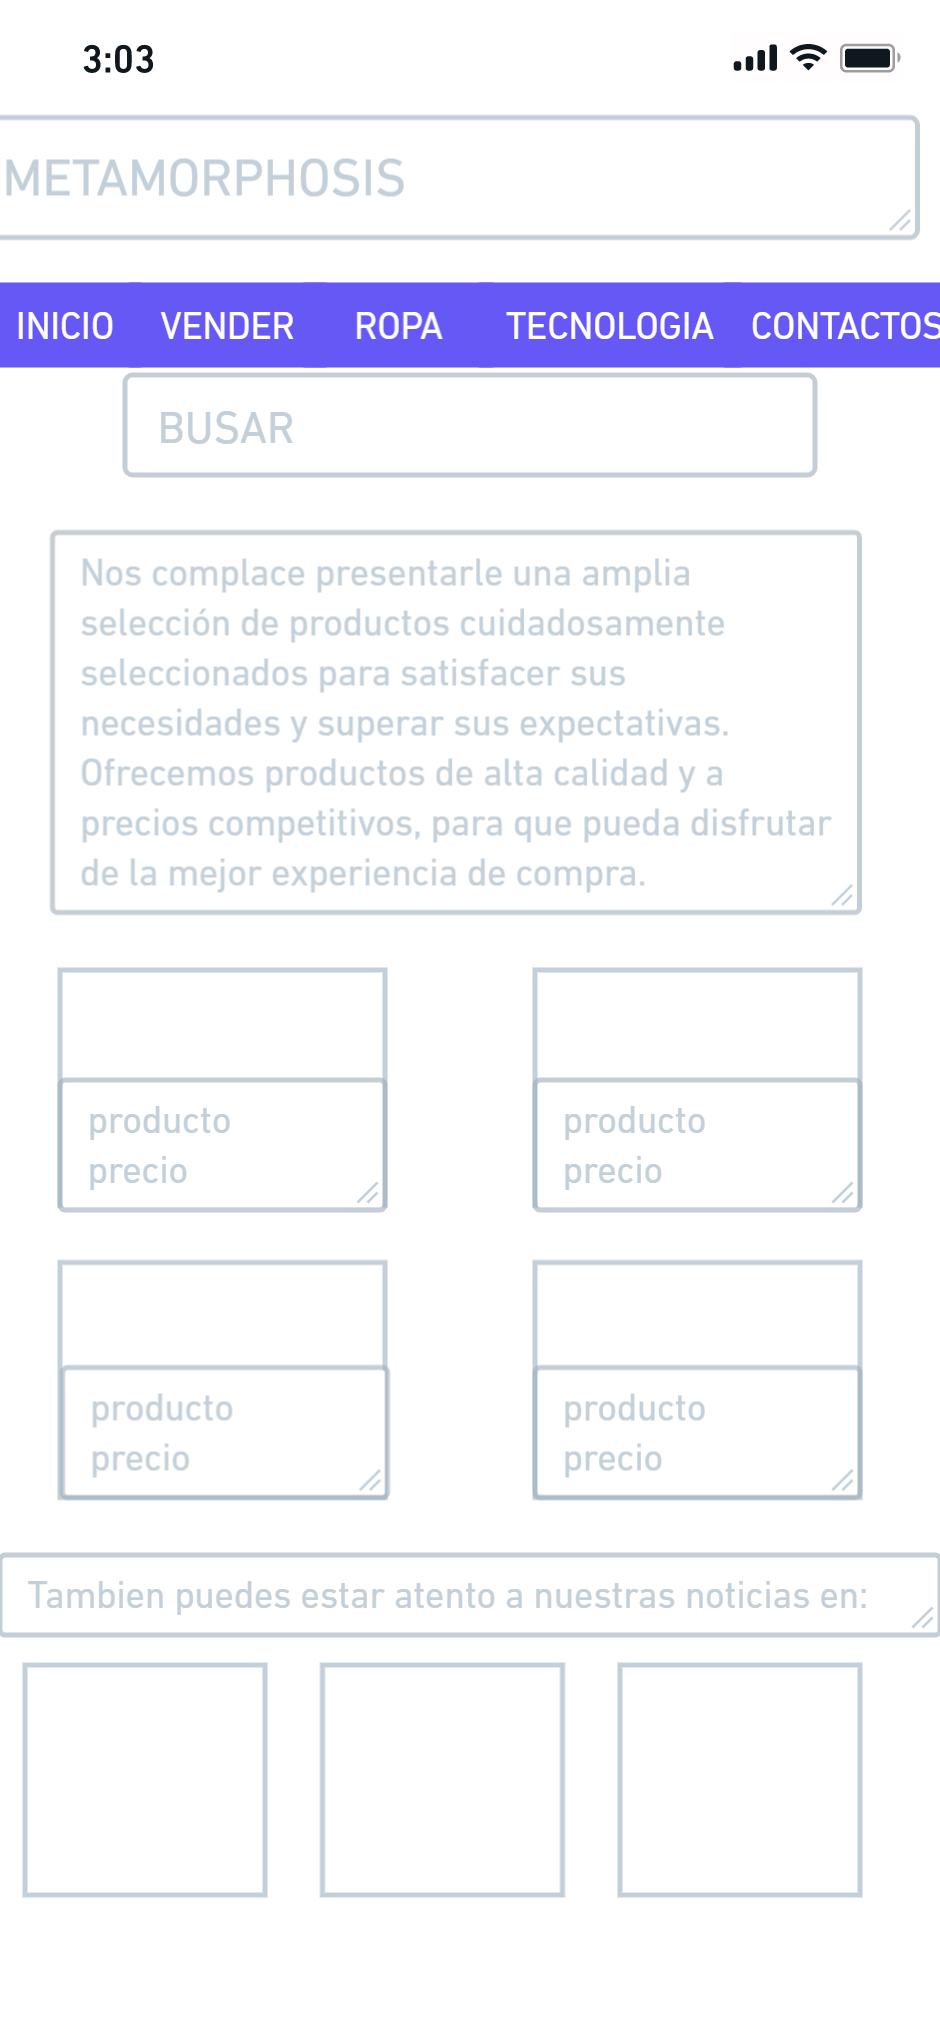 3:03
METAMORPHOSIS
INICIO VENDER ROPA TECNOLOGIA CONTACTOS
BUSAR
Nos complace presentarle una amplia
selección de productos cuidadosamente
seleccionados para satisfacer sus
necesidades y superar sus expectativas.
Ofrecemos productos de alta calidad y a
precios competitivos, para que pueda disfrutar
de la mejor experiencia de compra.
producto
precio
producto
precio
producto
precio
producto
precio
Tambien puedes estar atento a nuestras noticias en: